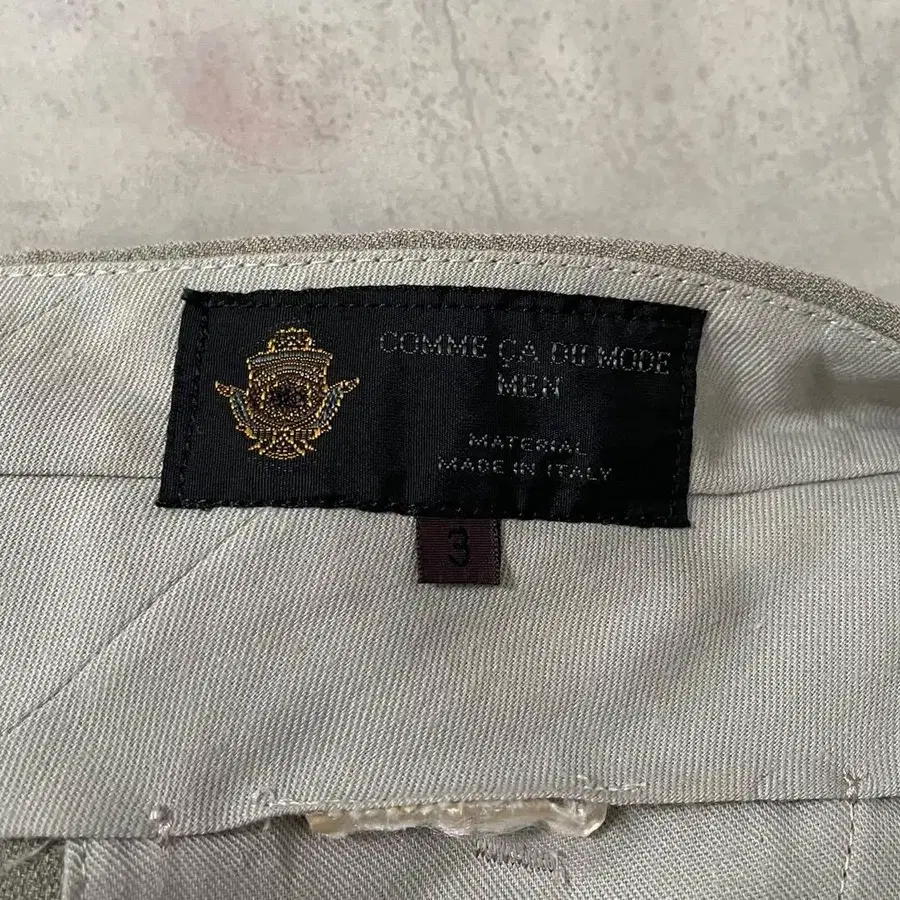 COMME ÇA DU MODE
MEN
MATERIAL
MADE IN ITALY
3